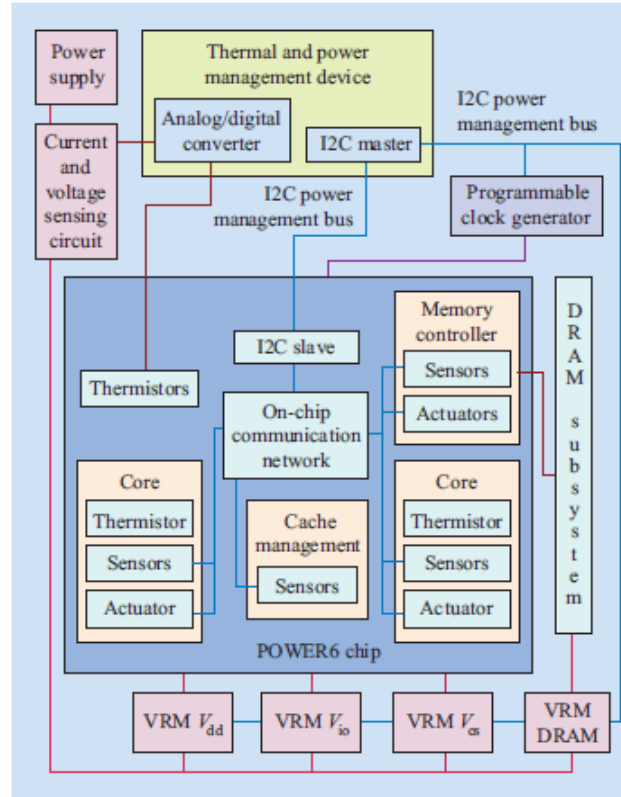 Power
supply
Thermal and power
management device
Analog/digital
converter
I2C master
I2C power
management bus
Current
and
voltage
sensing
circuit
I2C power
management bus
Programmable
clock generator
Memory
controller
Sensors
Actuators
DRAM subsystem
I2C slave
Thermistors
On-chip
communication
network
Core
Thermistor
Sensors
Actuator
Cache
management
Sensors
Core
Thermistor
Sensors
Actuator
POWER6 chip
VRM Vdd
VRM Vio
VRM Vcs
VRM
DRAM